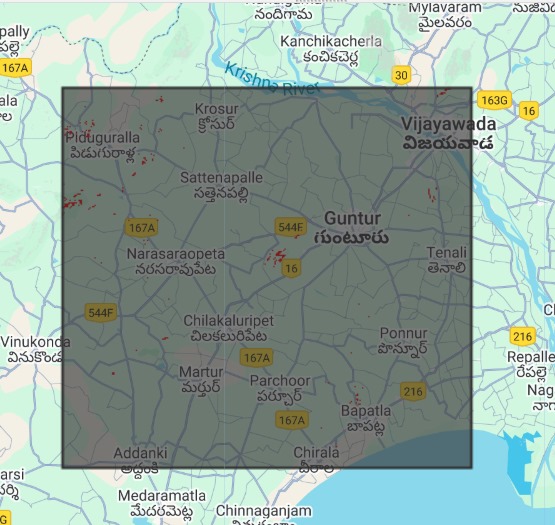 నందిగామ
Mylavaram
మైలవరం
Kanchikacherla
కంచికచెర్ల
167A
30
Krishna River
163G
16
Krosur
క్రోసుర్
Vijayawada
విజయవాడ
Piduguralla
పిడుగురాళ్ల
Sattenapalle
సత్తెనపల్లి
Guntur
గుంటూరు
167A
544F
Narasaraopeta
నరసరావుపేట
16
Tenali
తెనాలి
544F
Chilakaluripet
చిలకలూరిపేట
Ponnur
పొన్నూర్
216
Vinukonda
వినుకొండ
167A
Repalle
రేపల్లె
Martur
మర్తుర్
Parchoor
పర్చూర్
216
Bapatla
బాపట్ల
167A
Addanki
అద్దంకి
Chirala
చీరాల
Medaramatla
మేదరమెట్ల
Chinnaganjam